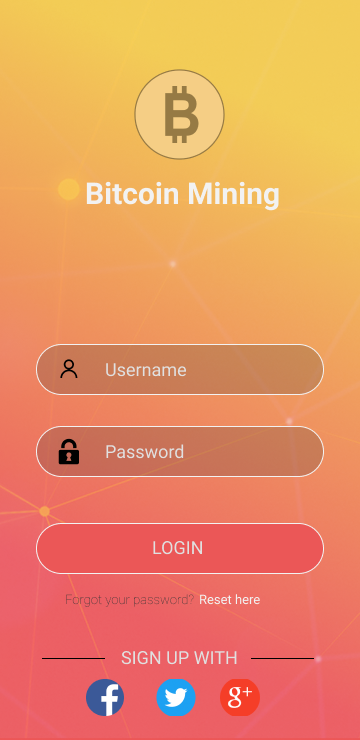 Bitcoin Mining
Username
Password
LOGIN
Forgot your password? Reset here
SIGN UP WITH
g+